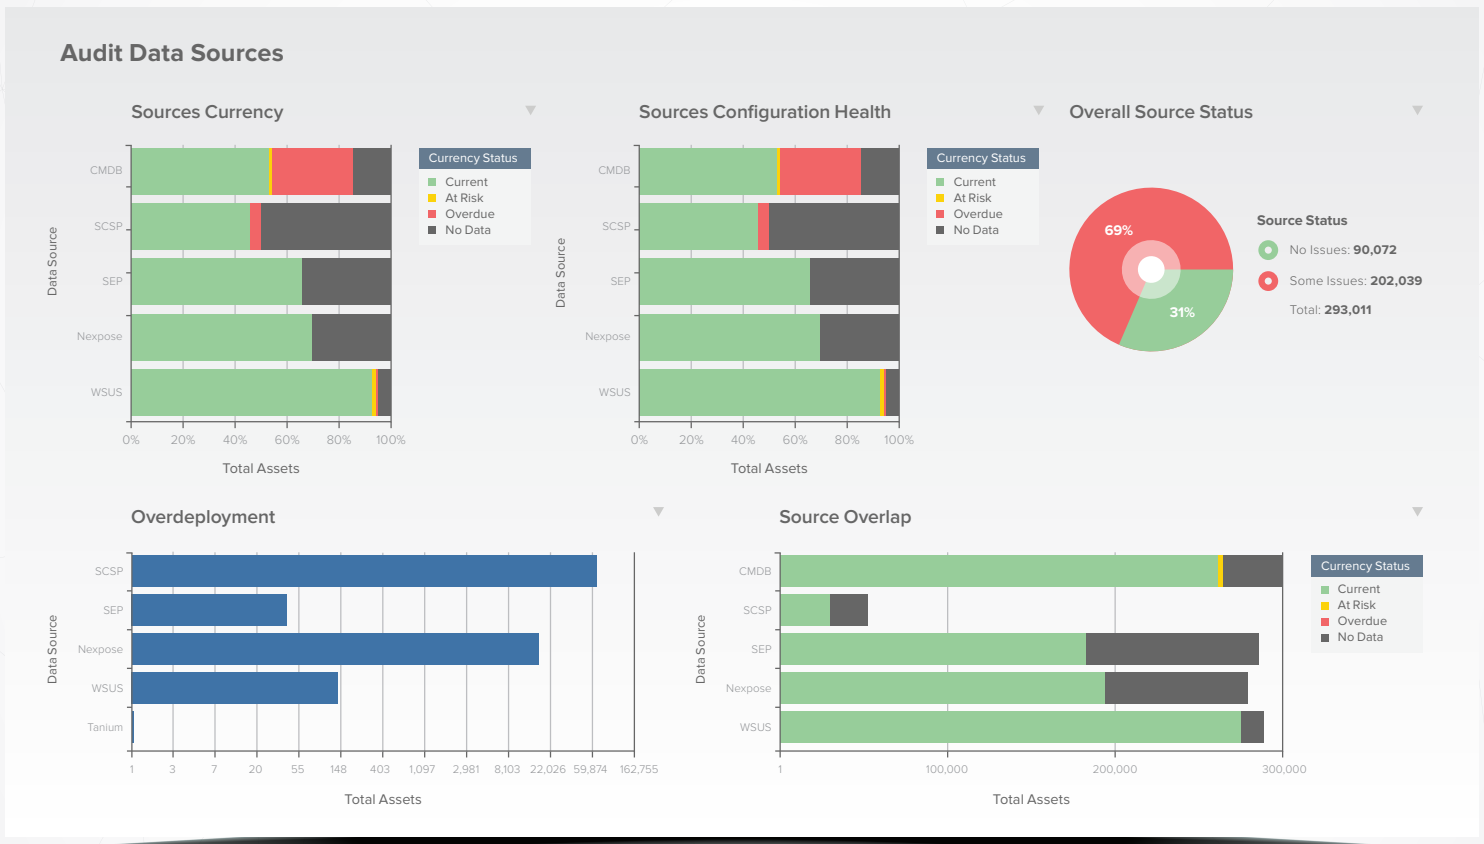 Audit Data Sources
Sources Currency
Data Source
CMDB
SCSP
SEP
Nexpose
WSUS
0% 20% 40% 60% 80% 100%
Total Assets
Currency Status
Current
At Risk
Overdue
No Data
Sources Configuration Health
Data Source
CMDB
SCSP
SEP
Nexpose
WSUS
0% 20% 40% 60% 80% 100%
Total Assets
Currency Status
Current
At Risk
Overdue
No Data
Overall Source Status
69%
31%
Source Status
No Issues: 90,072
Some Issues: 202,039
Total: 293,011
Overdeployment
Data Source
SCSP
SEP
Nexpose
WSUS
Tanium
1 3 7 20 55 148 403 1,097 2,981 8,103 22,026 59,874 162,755
Total Assets
Source Overlap
Data Source
CMDB
SCSP
SEP
Nexpose
WSUS
1 100,000 200,000 300,000
Total Assets
Currency Status
Current
At Risk
Overdue
No Data